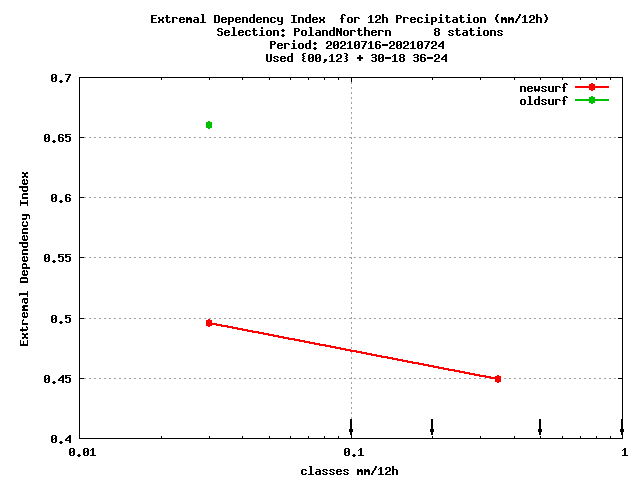 Extremal Dependency Index  for 12h Precipitation (mm/12h)
Selection: PolandNorthern      8 stations
Period: 20210716-20210724
Used {00,12} + 30-18 36-24
newsurf
oldsurf
0.7
0.65
0.6
0.55
0.5
0.45
0.4
Extremal Dependency Index
0.01 0.1 1
classes mm/12h